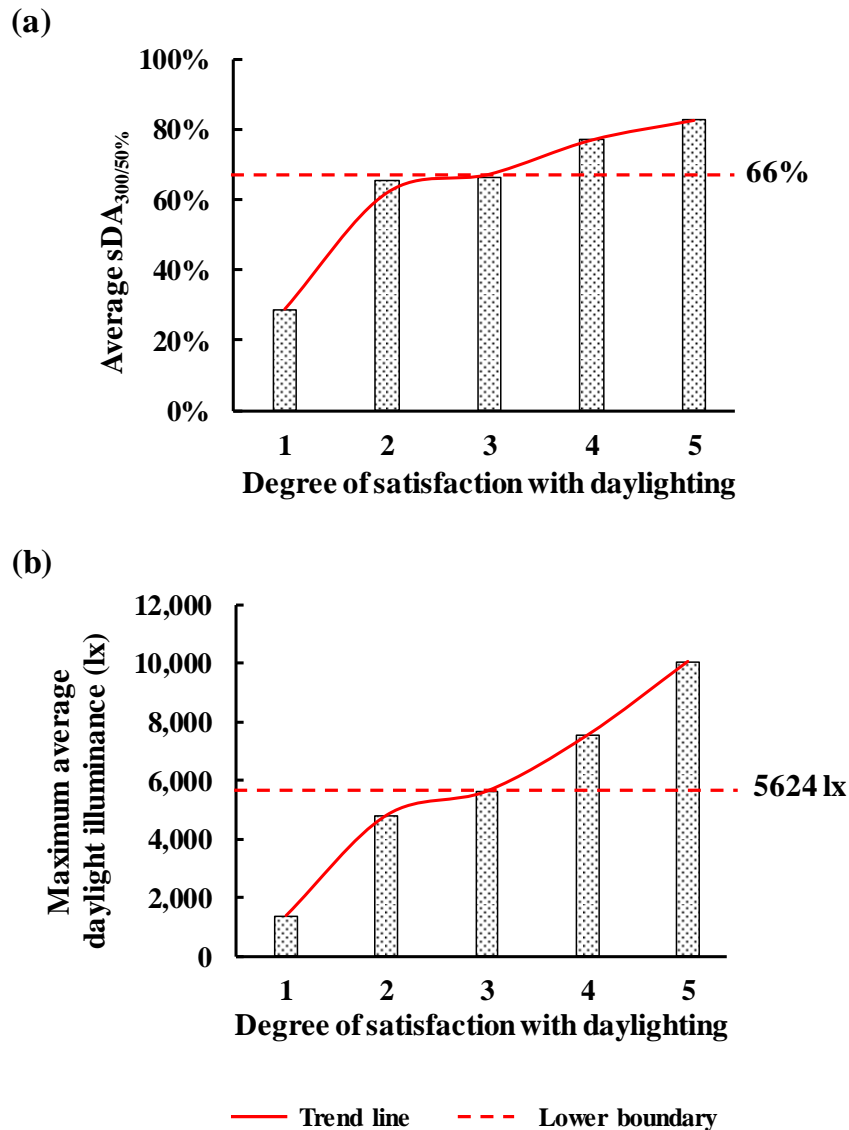 (a)
100%
80%
60%
40%
20%
0%
Average sDA300/50%
66%
1 2 3 4 5
Degree of satisfaction with daylighting
(b)
12,000
10,000
8,000
6,000
4,000
2,000
0
Maximum average
daylight illuminance (lx)
5624 lx
1 2 3 4 5
Degree of satisfaction with daylighting
Trend line Lower boundary